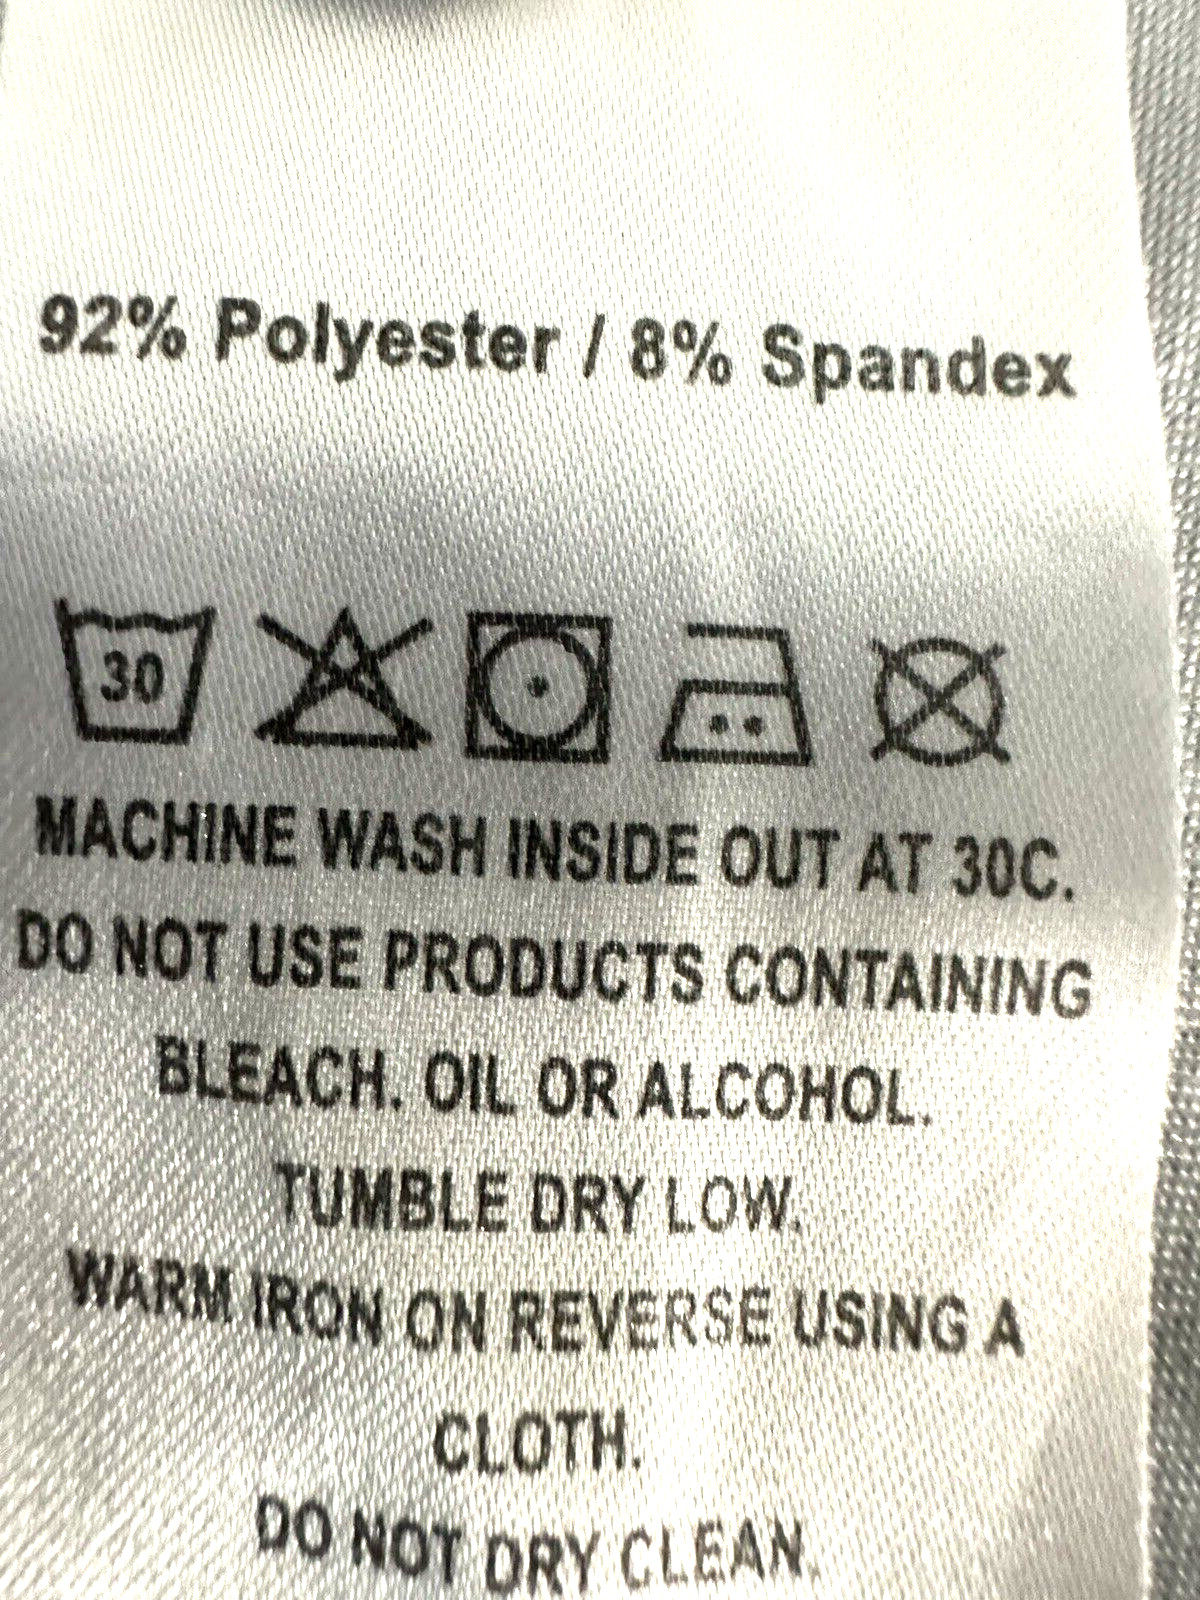 92% Polyester / 8% Spandex
30
MACHINE WASH INSIDE OUT AT 30C.
DO NOT USE PRODUCTS CONTAINING
BLEACH. OIL OR ALCOHOL.
TUMBLE DRY LOW.
WARM IRON ON REVERSE USING A
CLOTH.
DO NOT DRY CLEAN.